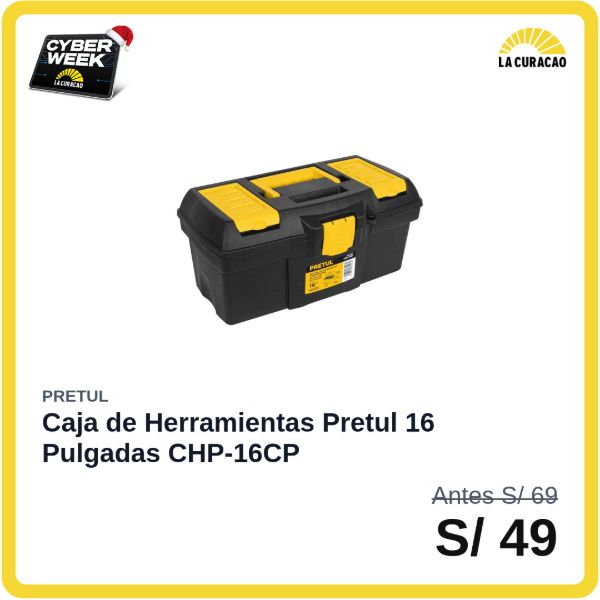 CYBER
WEEK
LA CURACAO
LA CURACAO
PRETUL
16"
PRETUL
Caja de Herramientas Pretul 16
Pulgadas CHP-16CP
Antes S/ 69
S/ 49